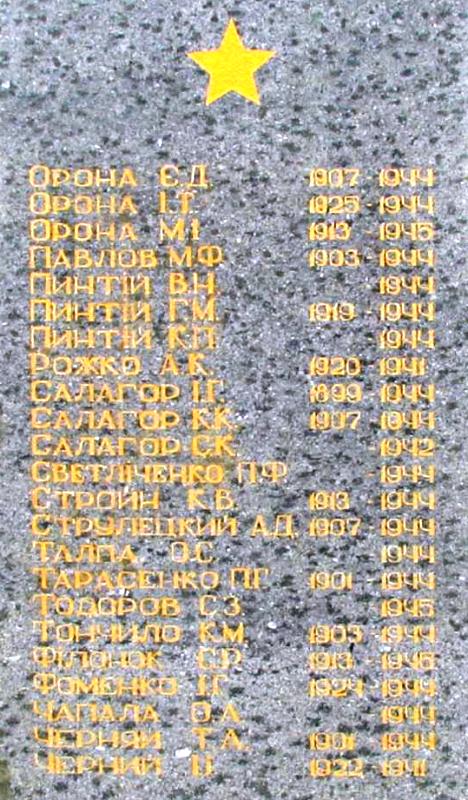 ОРОНА Є.Д. 1907 - 1944
ОРОНА І.Т. 1925 - 1944
ОРОНА М.І 1913 - 1945
ПАВЛОВ М.Ф 1903 - 1944
ПИНТІЙ В.Н - 1944
ПИНТІЙ Г.М. 1919 - 1944
ПИНТІЙ К.П - 1944
РОЖКО А.К. 1920 - 1941
САЛАГОР І.Г. 1899 - 1944
САЛАГОР К.К. 1907 - 1944
САЛАГОР С.К. - 1942
СВЕТЛІЧЕНКО П.Ф - 1944
СТРОЙН К.В. 1913 - 1944
СТРУЛЕЦКИЙ А.Д. 1907 - 1944
ТАЛПА О.С - 1944
ТАРАСЕНКО П.Г 1901 - 1944
ТОДОРОВ С.З. - 1945
ТОНЧИЛО К.М. 1903 - 1944
ФІЛОНОК 1913 - 1945
ФОМЕНКО І.Г 1924 - 1944
ЧАПАЛА О.А - 1944
ЧЕРНЯЙ Т.А. 1901 - 1944
ЧЕРНИЙ 1922 - 1941